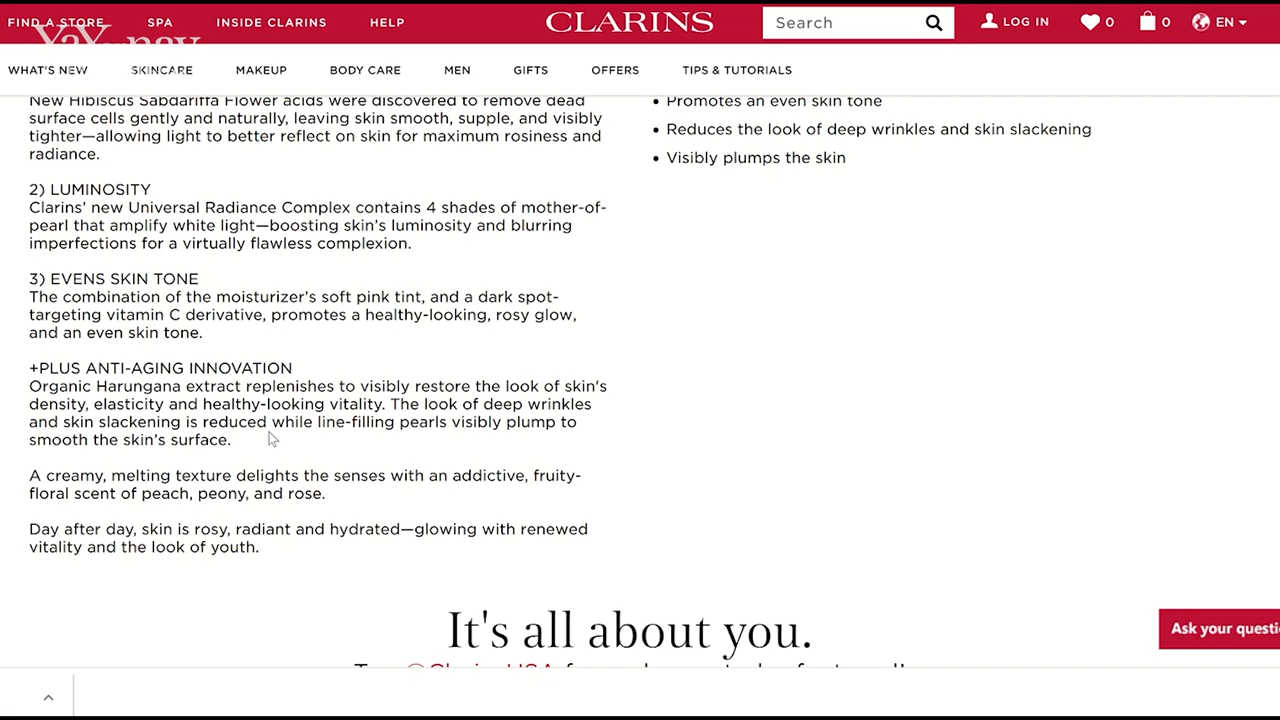 FIND A STORE SPA INSIDE CLARINS HELP CLARINS Search LOG IN 0 0 EN
WHAT'S NEW SKINCARE MAKEUP BODY CARE MEN GIFTS OFFERS TIPS & TUTORIALS
New Hibiscus Sabdariffa Flower acids were discovered to remove dead
surface cells gently and naturally, leaving skin smooth, supple, and visibly
tighter—allowing light to better reflect on skin for maximum rosiness and
radiance.
2) LUMINOSITY
Clarins’ new Universal Radiance Complex contains 4 shades of mother-of-
pearl that amplify white light—boosting skin’s luminosity and blurring
imperfections for a virtually flawless complexion.
3) EVENS SKIN TONE
The combination of the moisturizer’s soft pink tint, and a dark spot-
targeting vitamin C derivative, promotes a healthy-looking, rosy glow,
and an even skin tone.
+PLUS ANTI-AGING INNOVATION
Organic Harungana extract replenishes to visibly restore the look of skin's
density, elasticity and healthy-looking vitality. The look of deep wrinkles
and skin slackening is reduced while line-filling pearls visibly plump to
smooth the skin’s surface.
A creamy, melting texture delights the senses with an addictive, fruity-
floral scent of peach, peony, and rose.
Day after day, skin is rosy, radiant and hydrated—glowing with renewed
vitality and the look of youth.
• Promotes an even skin tone
• Reduces the look of deep wrinkles and skin slackening
• Visibly plumps the skin
It's all about you.
Ask your questi